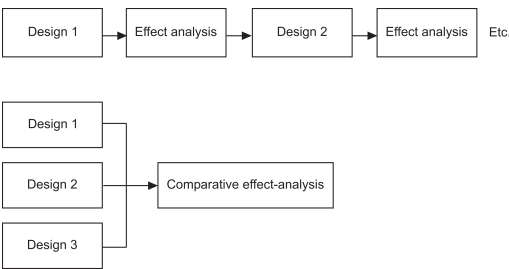 Design 1
Effect analysis
Design 2
Effect analysis
Etc.
Design 1
Design 2
Comparative effect-analysis
Design 3